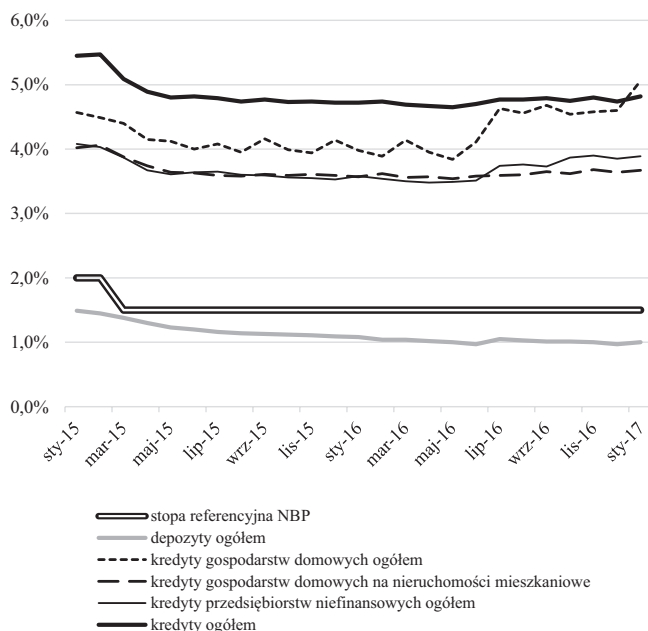 6,0%
5,0%
4,0%
3,0%
2,0%
1,0%
0,0%
sty-15
mar-15
maj-15
lip-15
wrz-15
lis-15
sty-16
mar-16
maj-16
lip-16
wrz-16
lis-16
sty-17
stopa referencyjna NBP
depozyty ogółem
kredyty gospodarstw domowych ogółem
kredyty gospodarstw domowych na nieruchomości mieszkaniowe
kredyty przedsiębiorstw niefinansowych ogółem
kredyty ogółem